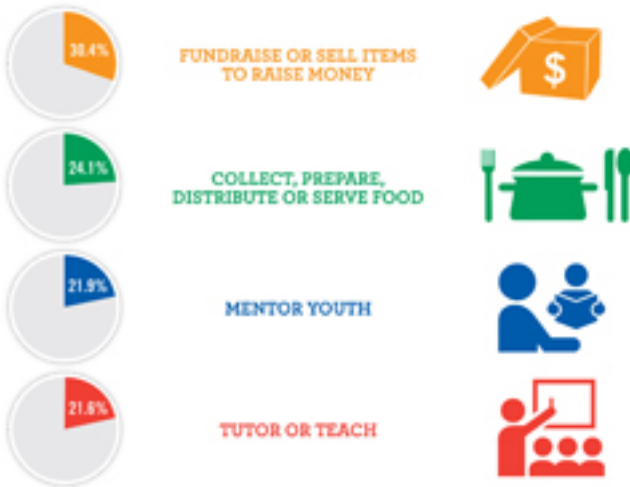 30.4%
FUNDRAISE OR SELL ITEMS
TO RAISE MONEY
$
24.1%
COLLECT, PREPARE,
DISTRIBUTE OR SERVE FOOD
21.9%
MENTOR YOUTH
21.6%
TUTOR OR TEACH